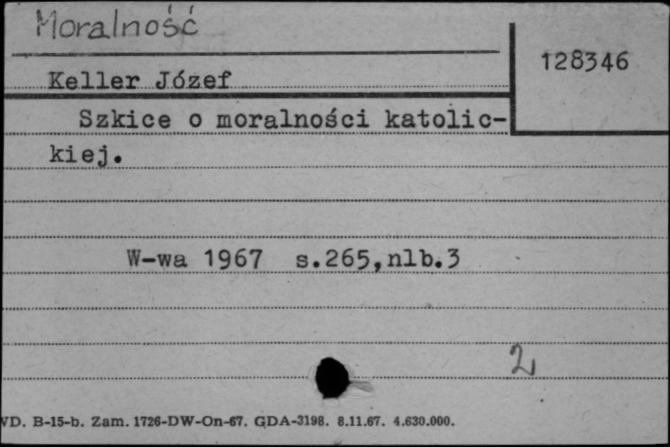 Moralność
128346
Keller Józef
Szkice o moralności katolic-
kiej.
W-wa 1967 s.265,nlb.3
2
VD. B-15-b. Zam. 1726-DW-On-67. GDA-3198. 8.11.67. 4.630.000.